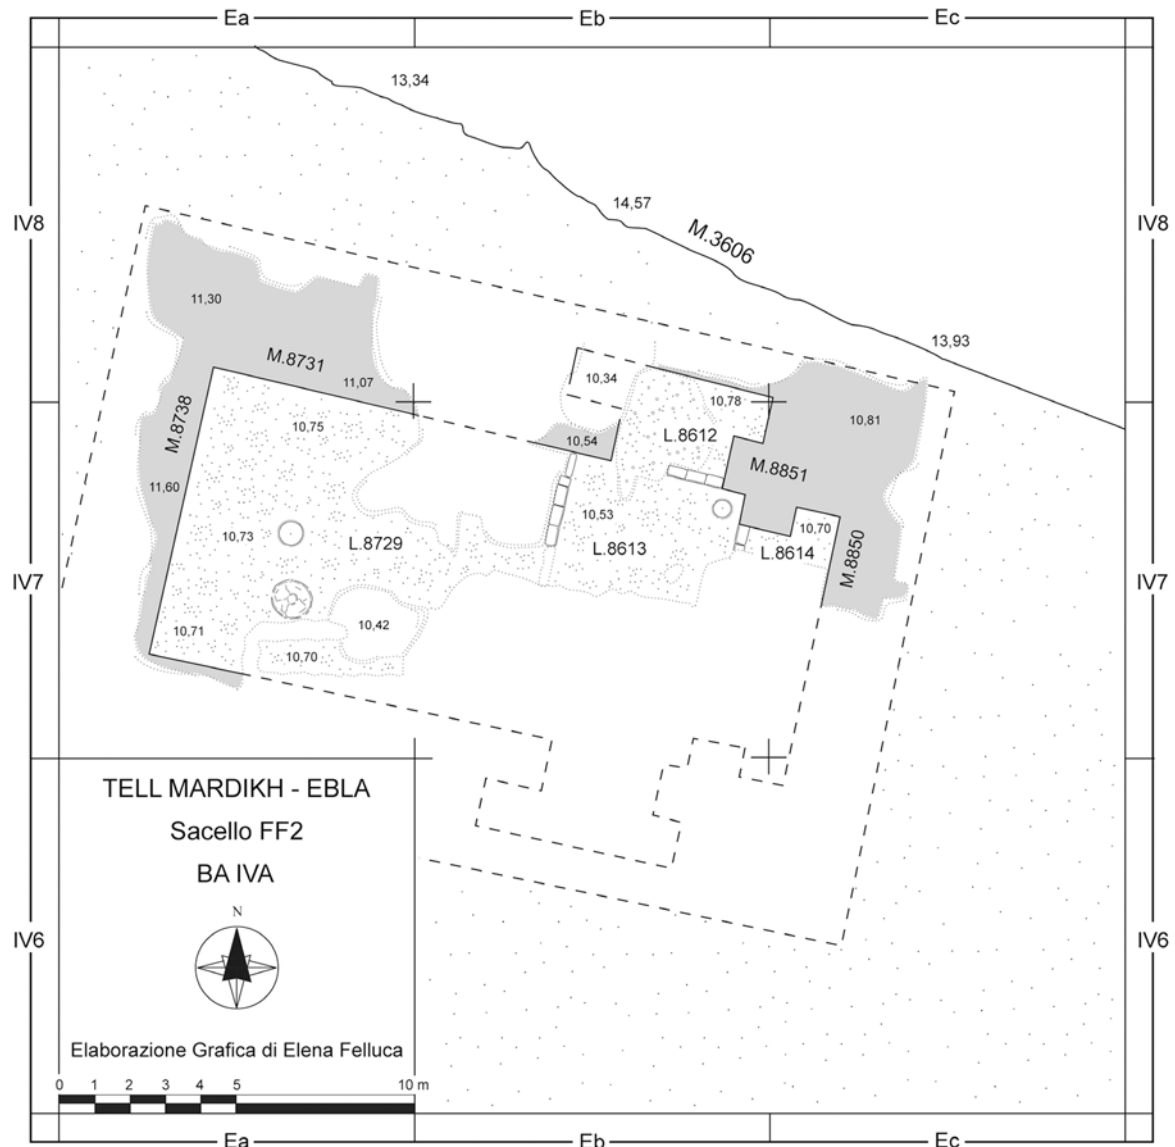 Ea Eb Ec
13,34
IV8 14,57 M.3606 IV8
11,30
13,93
M.8731
10,34
11,07 10,78
M.8738 10,75 10,81
10,54 L.8612
M.8851
11,60
10,53 10,70
10,73 L.8729 L.8613 L.8614 M.8850
IV7 IV7
10,71 10,42
10,70
TELL MARDIKH - EBLA
Sacello FF2
BA IVA
N
IV6 IV6
Elaborazione Grafica di Elena Felluca
0 1 2 3 4 5 10 m
Ea Eb Ec